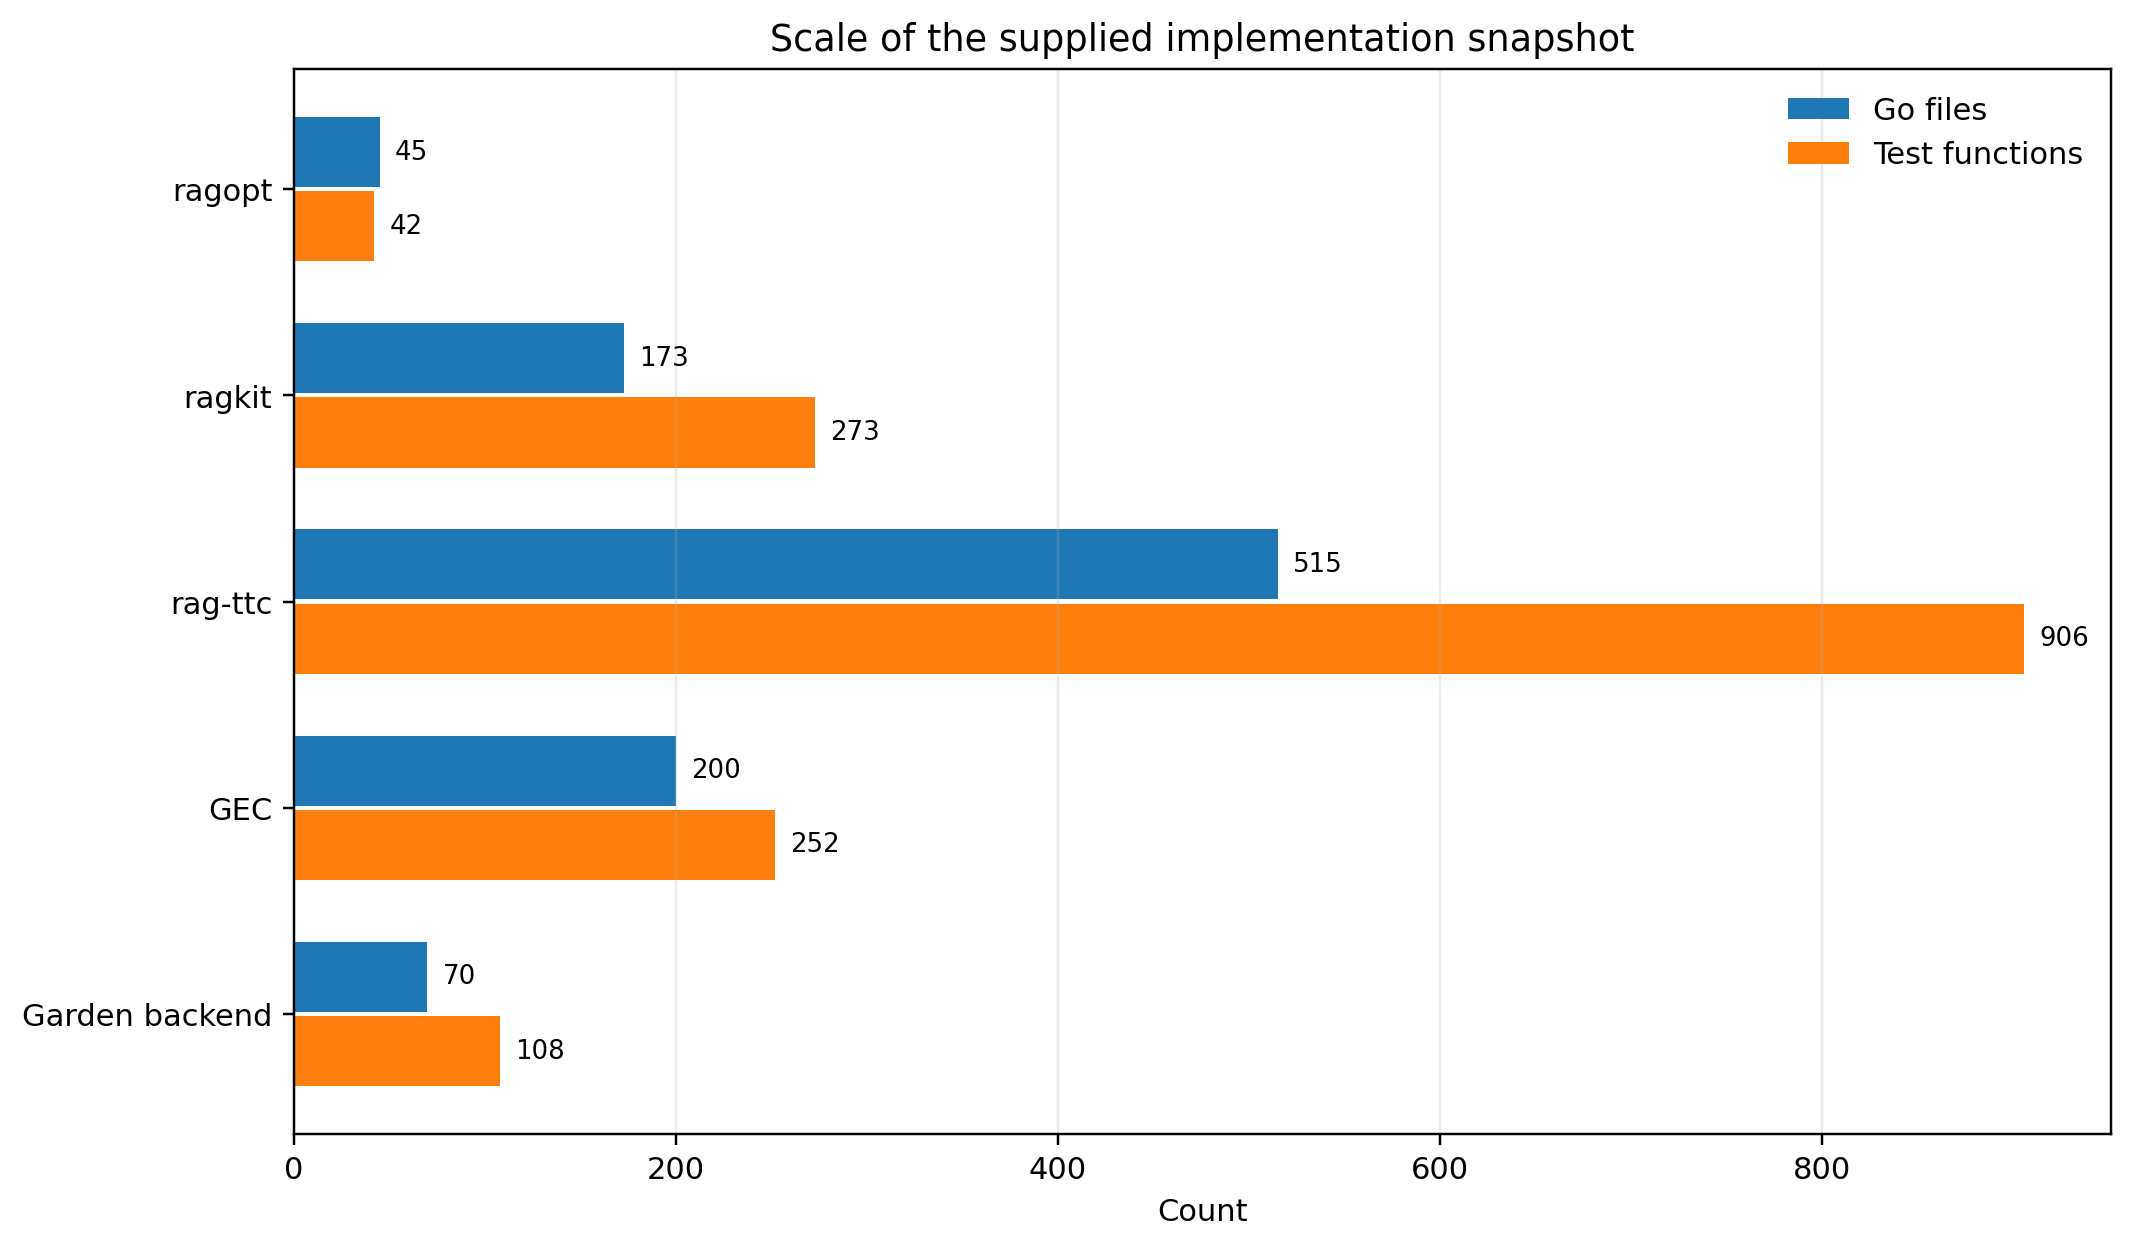 Scale of the supplied implementation snapshot
Go files
Test functions
ragopt
45
42
ragkit
173
273
rag-ttc
515
906
GEC
200
252
Garden backend
70
108
0 200 400 600 800
Count